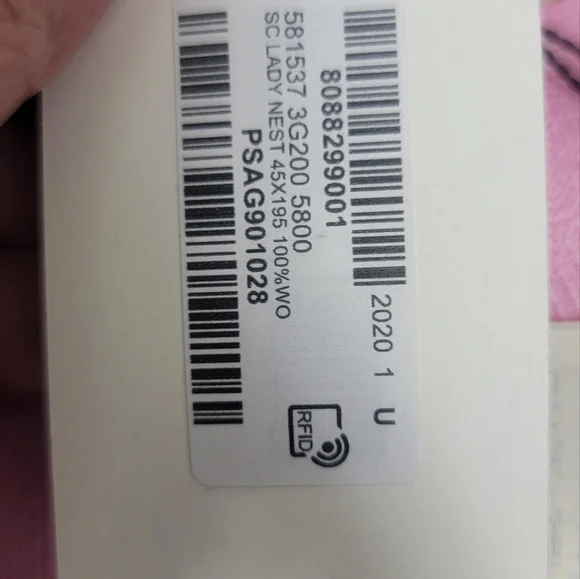 2020 1 U
8088299001
581537 3G200 5800
SC LADY NEST 45X195 100%WO
PSAG901028
RFID